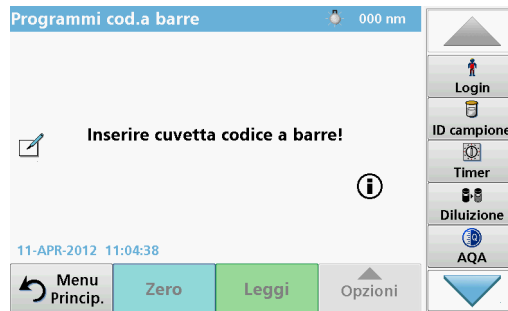 Programmi cod.a barre
000 nm
Inserire cuvetta codice a barre!
11-APR-2012 11:04:38
Menu
Princip.
Zero
Leggi
Opzioni
Login
ID campione
Timer
Diluizione
AQA